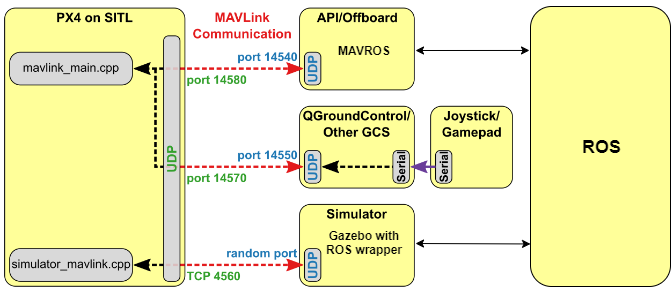 PX4 on SITL
mavlink_main.cpp
simulator_mavlink.cpp
UDP
MAVLink
Communication
port 14540
port 14580
port 14550
port 14570
random port
TCP 4560
API/Offboard
MAVROS
UDP
QGroundControl/
Other GCS
UDP
Serial
Joystick/
Gamepad
Serial
Simulator
Gazebo with
ROS wrapper
UDP
ROS